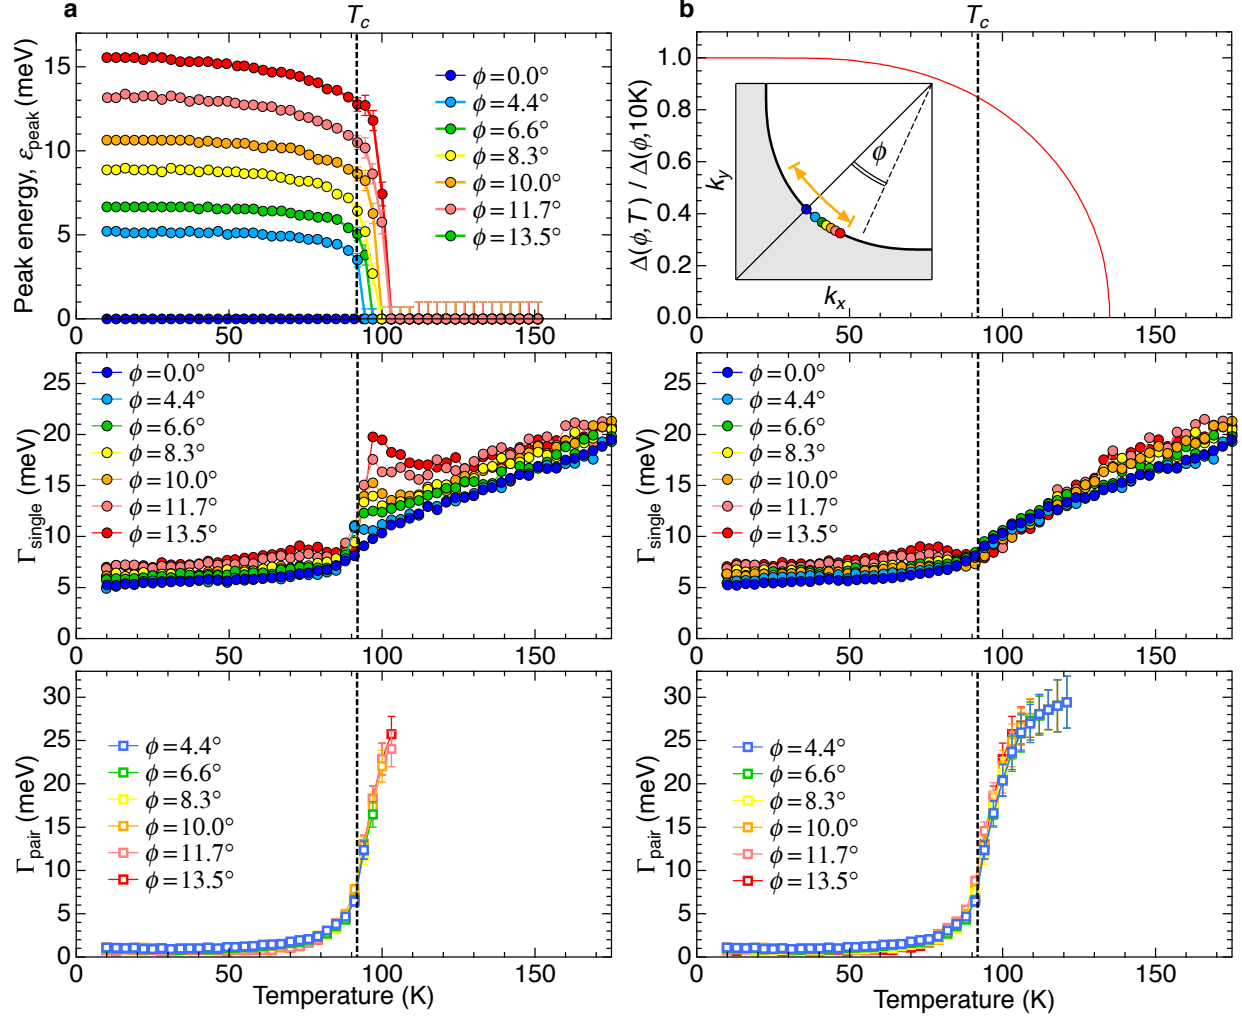 a
T_c
Peak energy, ε_peak (meV)
15
10
5
0
ϕ=0.0°
ϕ=4.4°
ϕ=6.6°
ϕ=8.3°
ϕ=10.0°
ϕ=11.7°
ϕ=13.5°
0
50
100
150
b
T_c
Δ(ϕ,T) / Δ(ϕ,10K)
1.0
0.8
0.6
0.4
0.2
0.0
ϕ
k_y
k_x
0
50
100
150
Γ_single (meV)
25
20
15
10
5
0
ϕ=0.0°
ϕ=4.4°
ϕ=6.6°
ϕ=8.3°
ϕ=10.0°
ϕ=11.7°
ϕ=13.5°
0
50
100
150
Γ_single (meV)
25
20
15
10
5
0
ϕ=0.0°
ϕ=4.4°
ϕ=6.6°
ϕ=8.3°
ϕ=10.0°
ϕ=11.7°
ϕ=13.5°
0
50
100
150
Γ_pair (meV)
30
25
20
15
10
5
0
ϕ=4.4°
ϕ=6.6°
ϕ=8.3°
ϕ=10.0°
ϕ=11.7°
ϕ=13.5°
0
50
100
150
Temperature (K)
Γ_pair (meV)
30
25
20
15
10
5
0
ϕ=4.4°
ϕ=6.6°
ϕ=8.3°
ϕ=10.0°
ϕ=11.7°
ϕ=13.5°
0
50
100
150
Temperature (K)